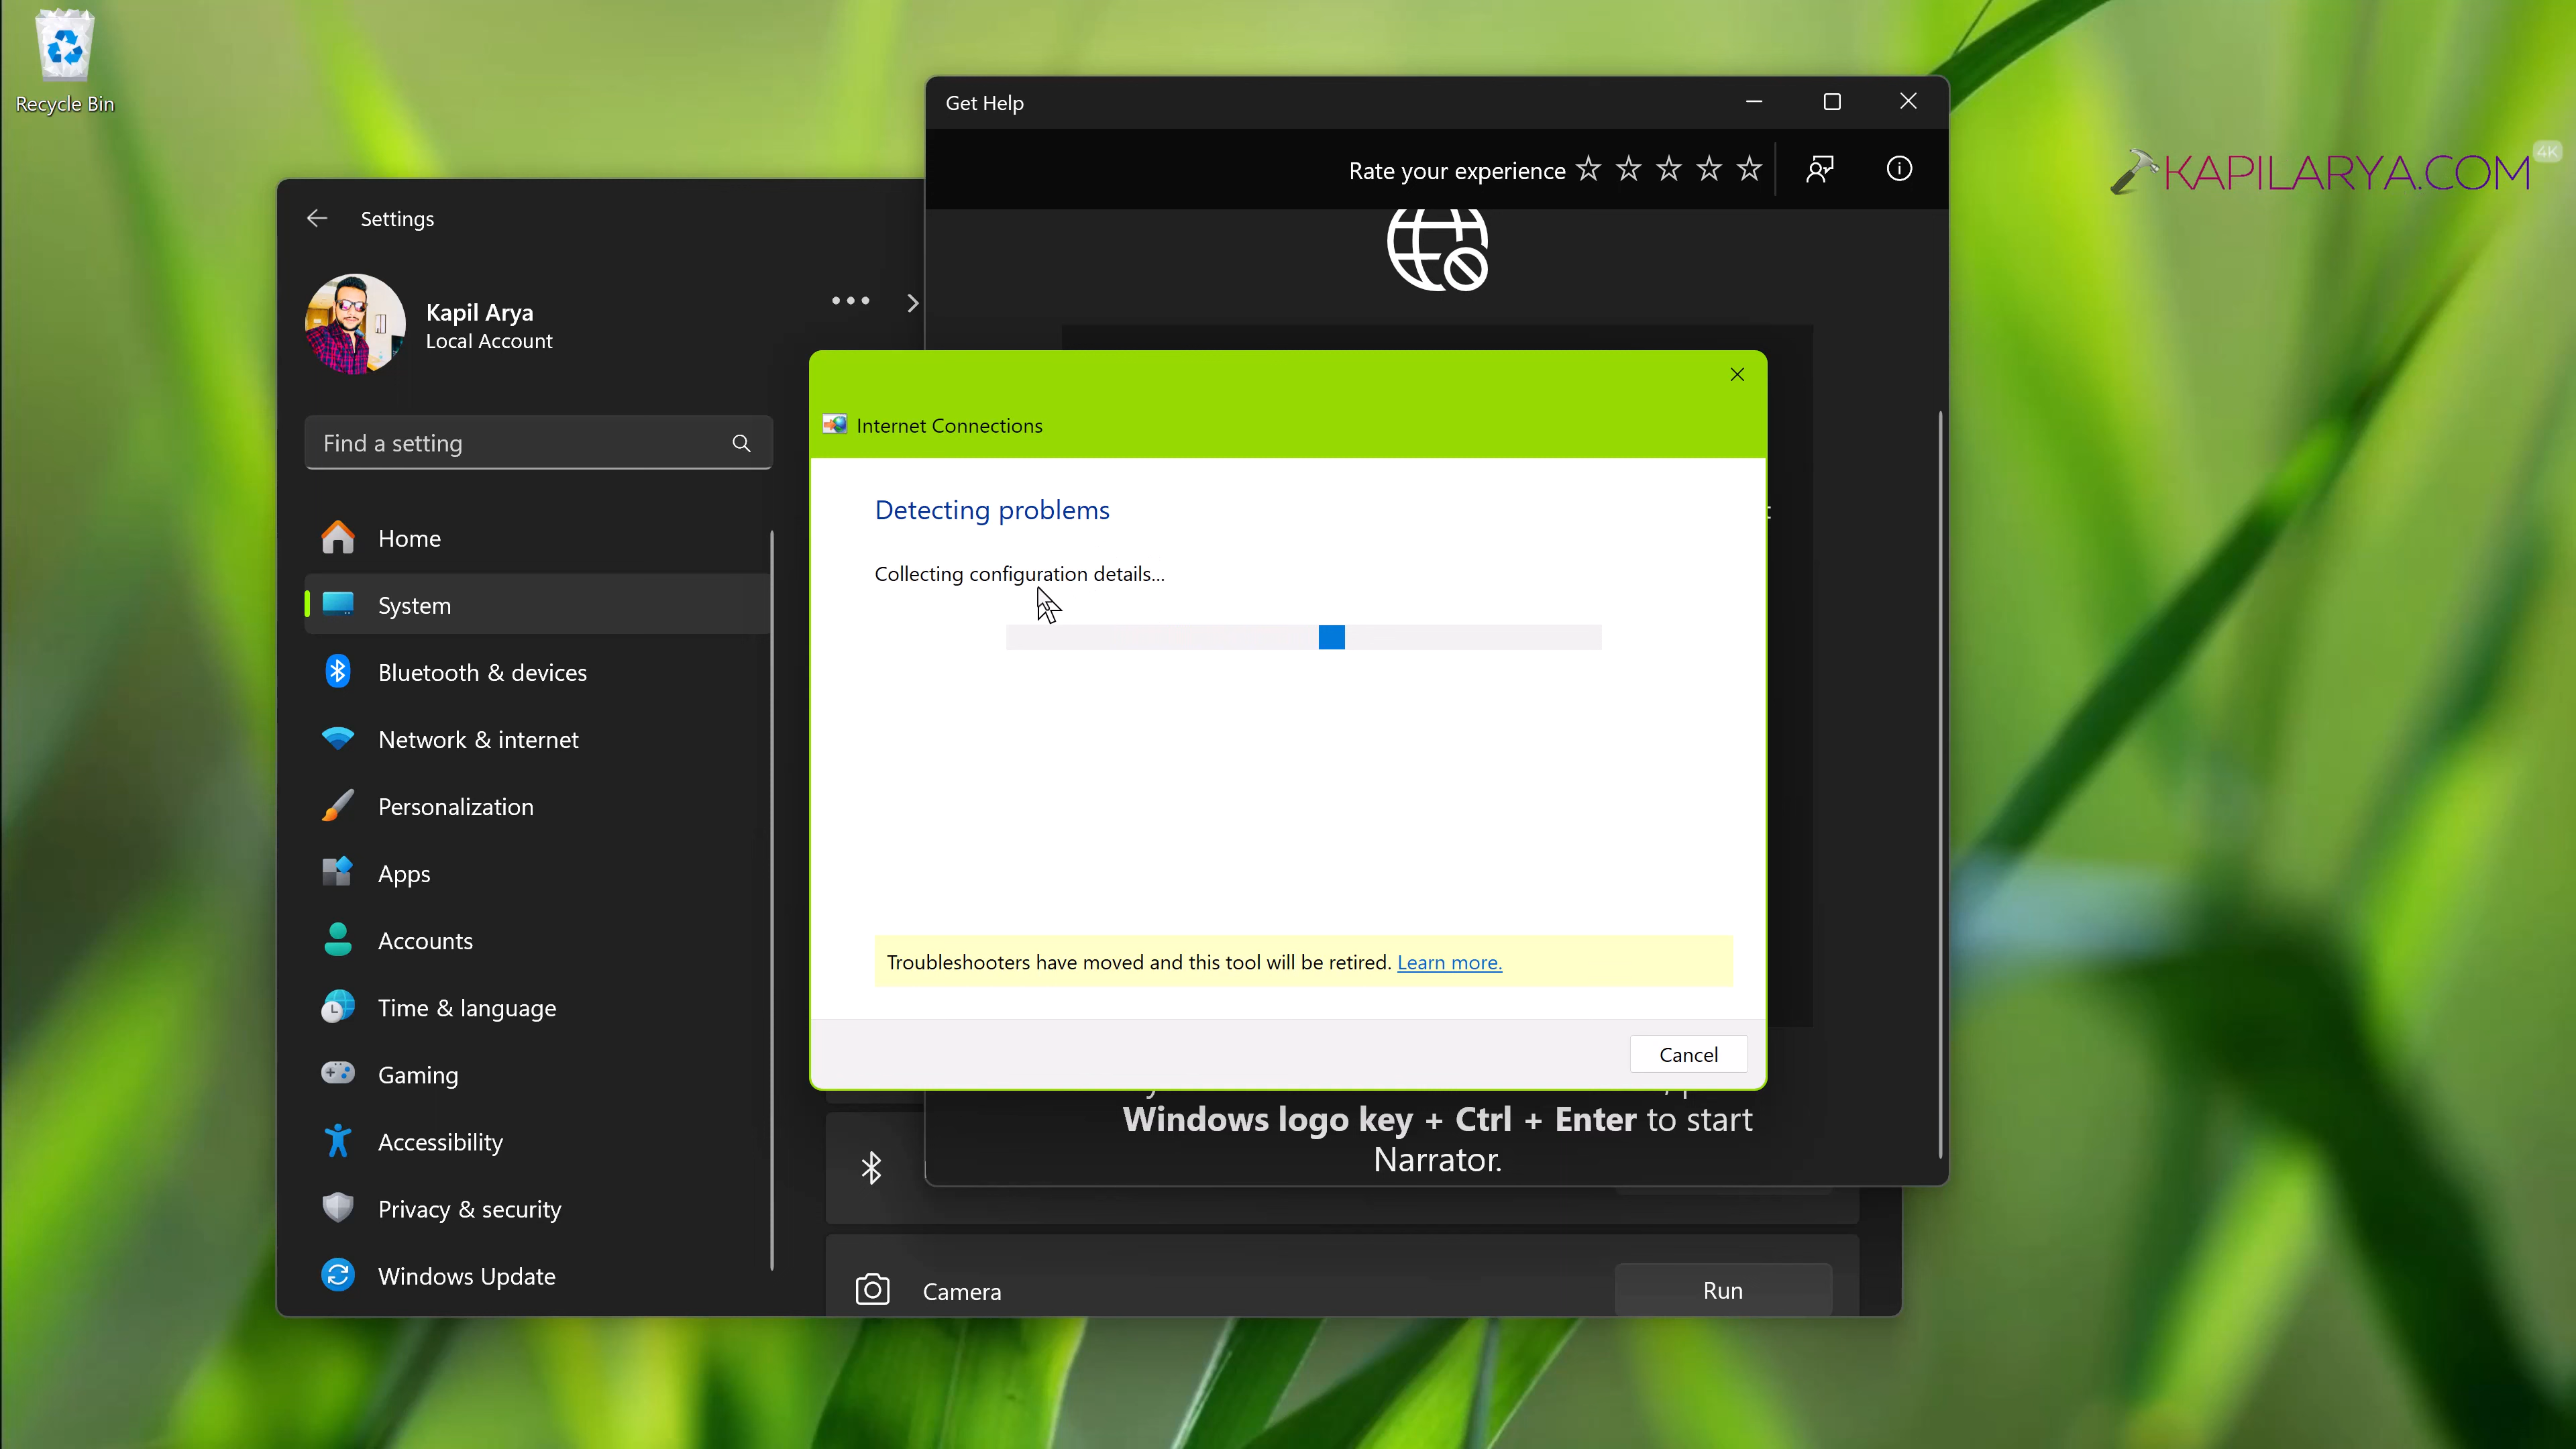 Recycle Bin
Get Help
Rate your experience
4K
KAPILARYA.COM
Settings
Kapil Arya
Local Account
Find a setting
Home
System
Bluetooth & devices
Network & internet
Personalization
Apps
Accounts
Time & language
Gaming
Accessibility
Privacy & security
Windows Update
Internet Connections
Detecting problems
Collecting configuration details...
Troubleshooters have moved and this tool will be retired. Learn more.
Cancel
Windows logo key + Ctrl + Enter to start
Narrator.
Camera
Run